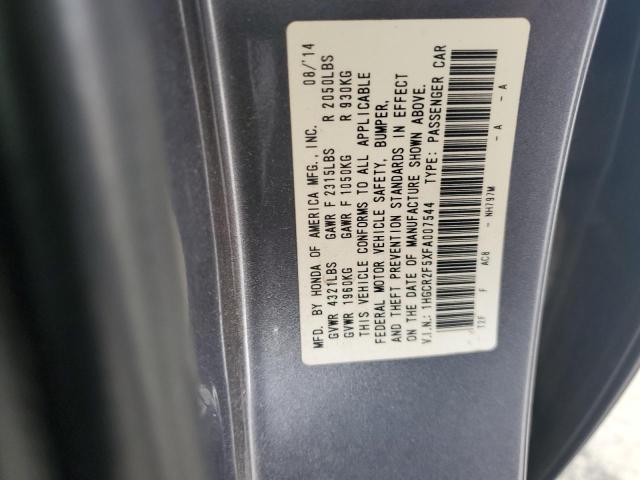 MFD. BY HONDA OF AMERICA MFG., INC. 08/'14
GVWR 4321LBS GAWR F 2315LBS R 2050LBS
GVWR 1960KG GAWR F 1050KG R 930KG
THIS VEHICLE CONFORMS TO ALL APPLICABLE
FEDERAL MOTOR VEHICLE SAFETY, BUMPER,
AND THEFT PREVENTION STANDARDS IN EFFECT
ON THE DATE OF MANUFACTURE SHOWN ABOVE.
V.I.N.: 1HGCR2F5XFA007544 TYPE: PASSENGER CAR
T2F F AC8 - NH797M - A - A